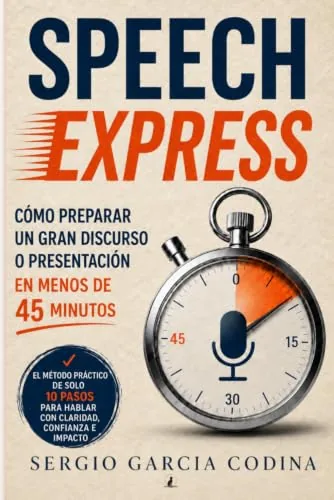 SPEECH
EXPRESS
CÓMO PREPARAR
UN GRAN DISCURSO
O PRESENTACIÓN
EN MENOS DE
45 MINUTOS
0
45
15
30
✓
EL MÉTODO PRÁCTICO
DE SOLO
10 PASOS
PARA HABLAR
CON CLARIDAD,
CONFIANZA E
IMPACTO
SERGIO GARCIA CODINA